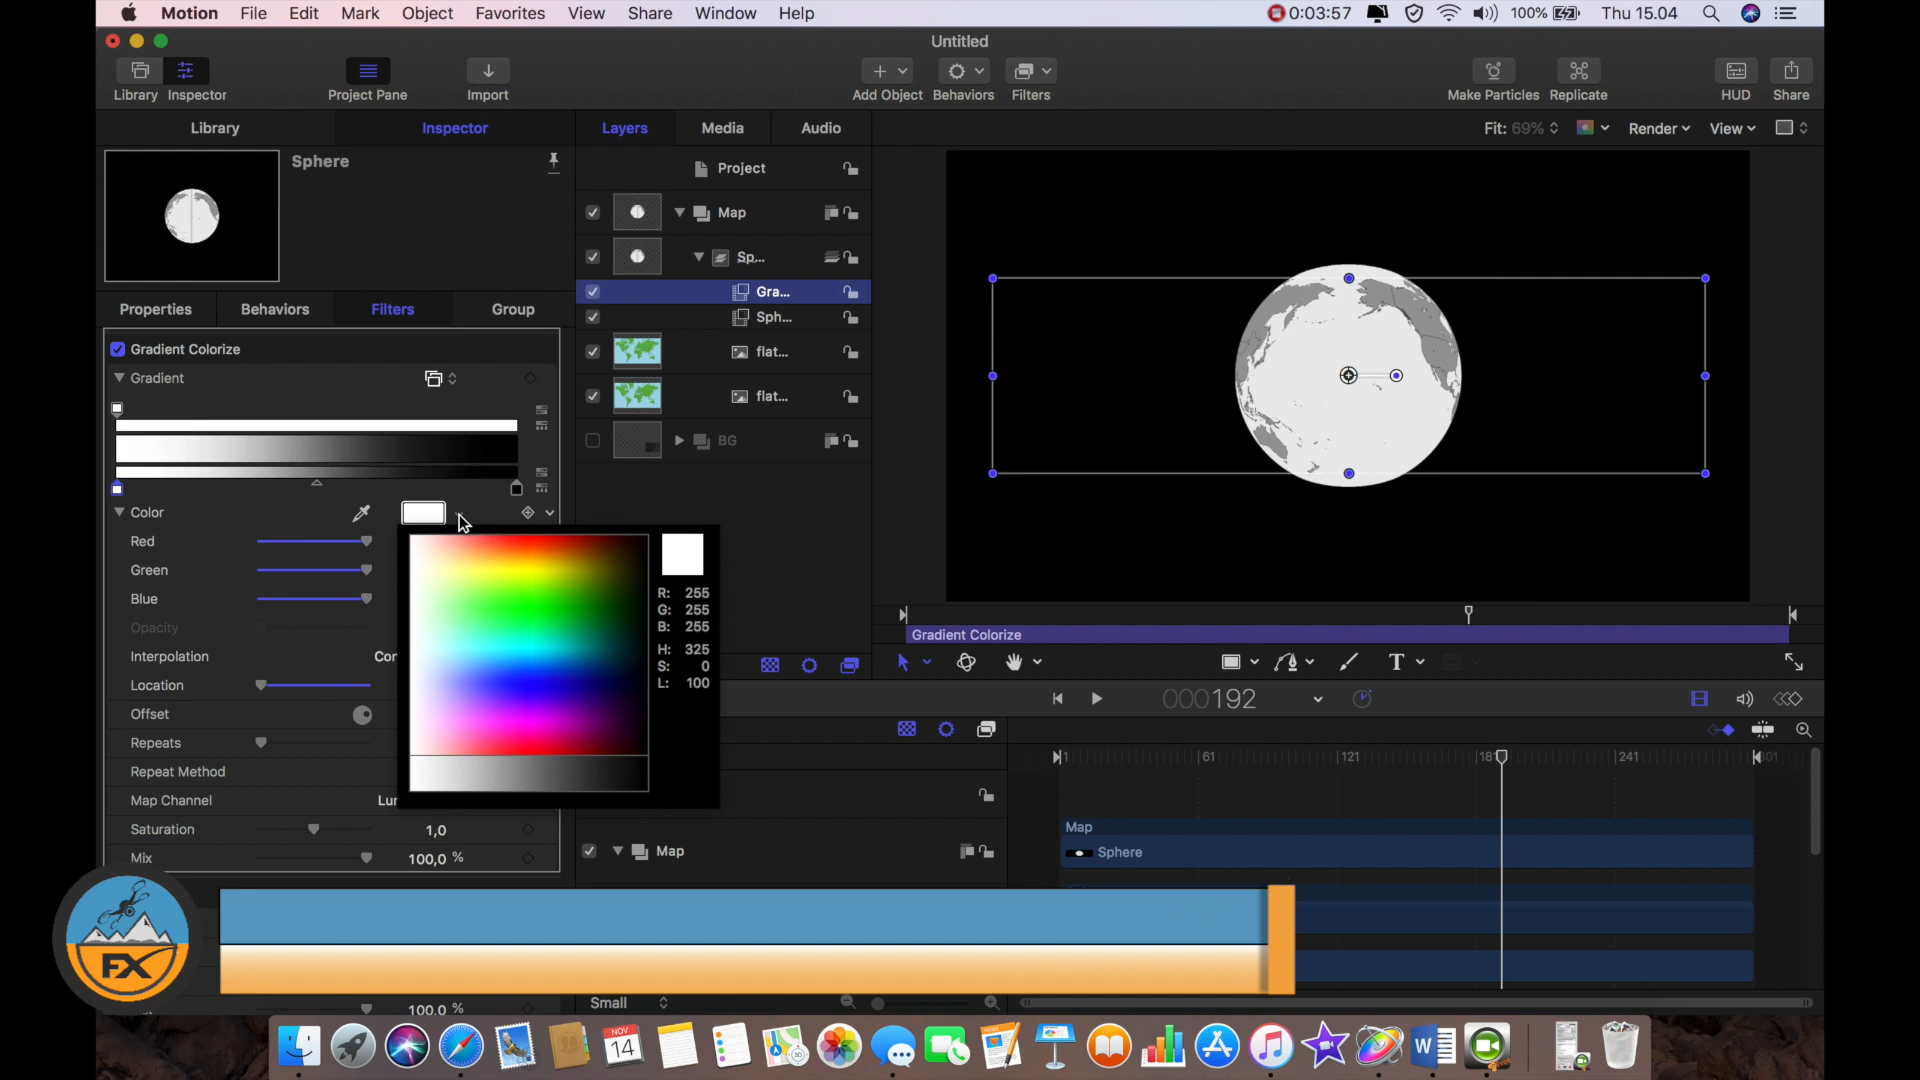 Motion File Edit Mark Object Favorites View Share Window Help 0:03:57 100% Thu 15.04
Untitled
Library Inspector Project Pane Import Add Object Behaviors Filters Make Particles Replicate HUD Share
Library Inspector Layers Media Audio Fit: 69% Render View
Sphere
Project
Map
Sp...
Properties Behaviors Filters Group
Gra...
Sph...
flat...
flat...
BG
Gradient Colorize
Gradient
Color
Red
Green
Blue
Opacity
Interpolation Con
Location
Offset
Repeats
Repeat Method
Map Channel Lur
Saturation 1,0
Mix 100,0 %
R: 255
G: 255
B: 255
H: 325
S: 0
L: 100
Gradient Colorize
T
000192
1 61 121 181 241 301
Map
Sphere
Map
FX
100,0 %
Small
NOV
14
3D
W